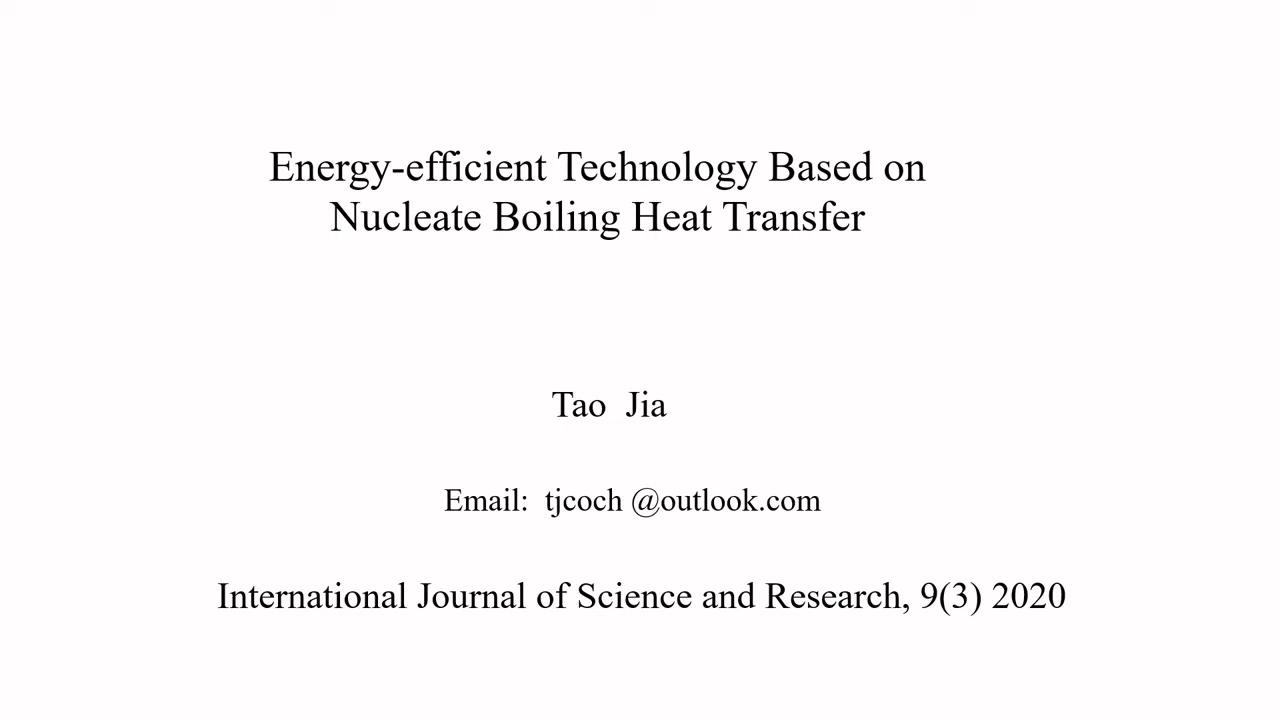 Energy-efficient Technology Based on
Nucleate Boiling Heat Transfer
Tao  Jia
Email:  tjcoch @outlook.com
International Journal of Science and Research, 9(3) 2020